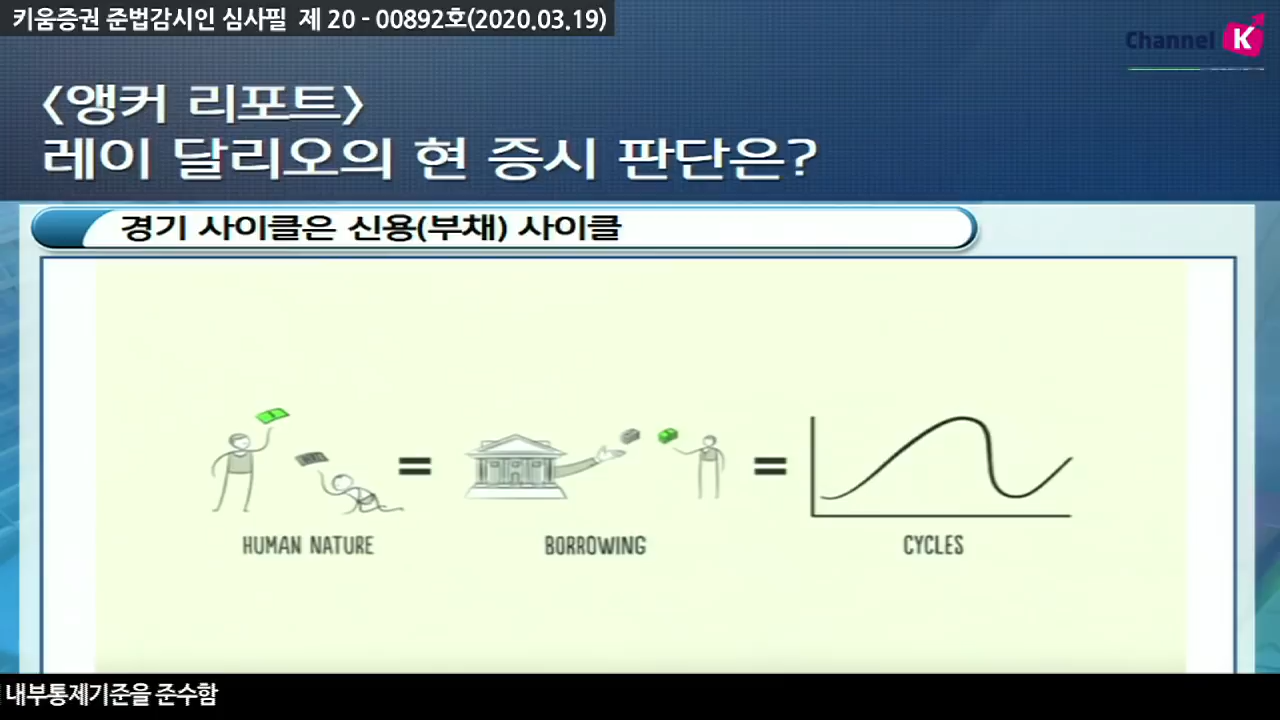 키움증권 준법감시인 심사필 제 20 - 00892호(2020.03.19)
Channel K
<앵커 리포트>
레이 달리오의 현 증시 판단은?
경기 사이클은 신용(부채) 사이클
= =
HUMAN NATURE BORROWING CYCLES
내부통제기준을 준수함